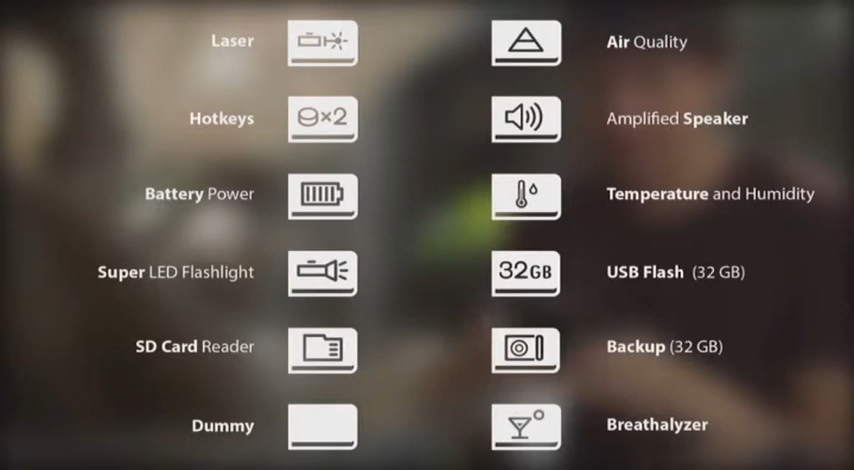 Laser
Air Quality
Hotkeys
×2
Amplified Speaker
Battery Power
Temperature and Humidity
Super LED Flashlight
32GB
USB Flash (32 GB)
SD Card Reader
Backup (32 GB)
Dummy
Breathalyzer